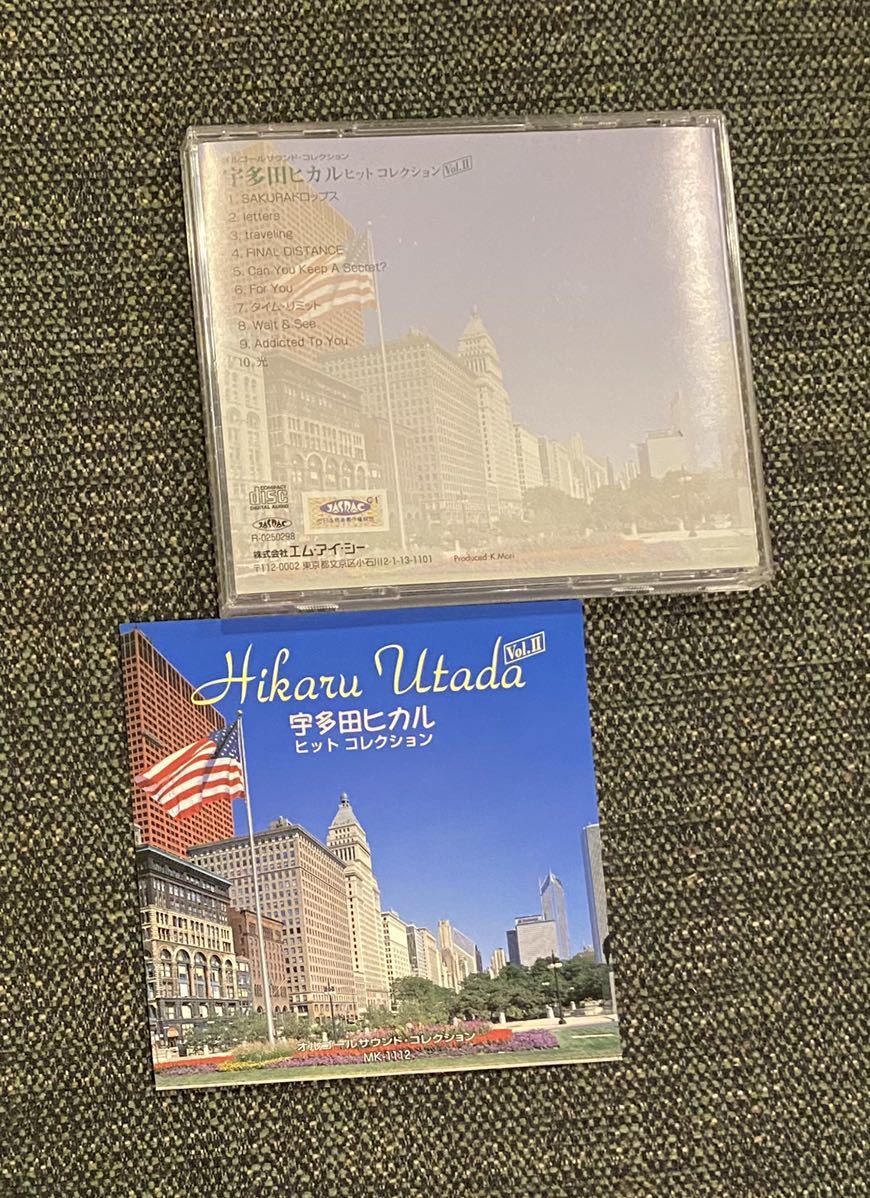 オルゴールサウンド・コレクション
宇多田ヒカル ヒット コレクション Vol.II
1. SAKURAドロップス
2. letters
3. traveling
4. FINAL DISTANCE
5. Can You Keep A Secret?
6. For You
7. タイム・リミット
8. Wait & See
9. Addicted To You
10. 光
COMPACT
disc
DIGITAL AUDIO
JASRAC
R-0250298
JASRAC
C1
株式会社エム・アイ・シー
〒112-0002 東京都文京区小石川2-1-13-1101
Produced K.Mori
Hikaru Utada Vol.II
宇多田ヒカル
ヒット コレクション
オルゴールサウンド・コレクション
MK-1112